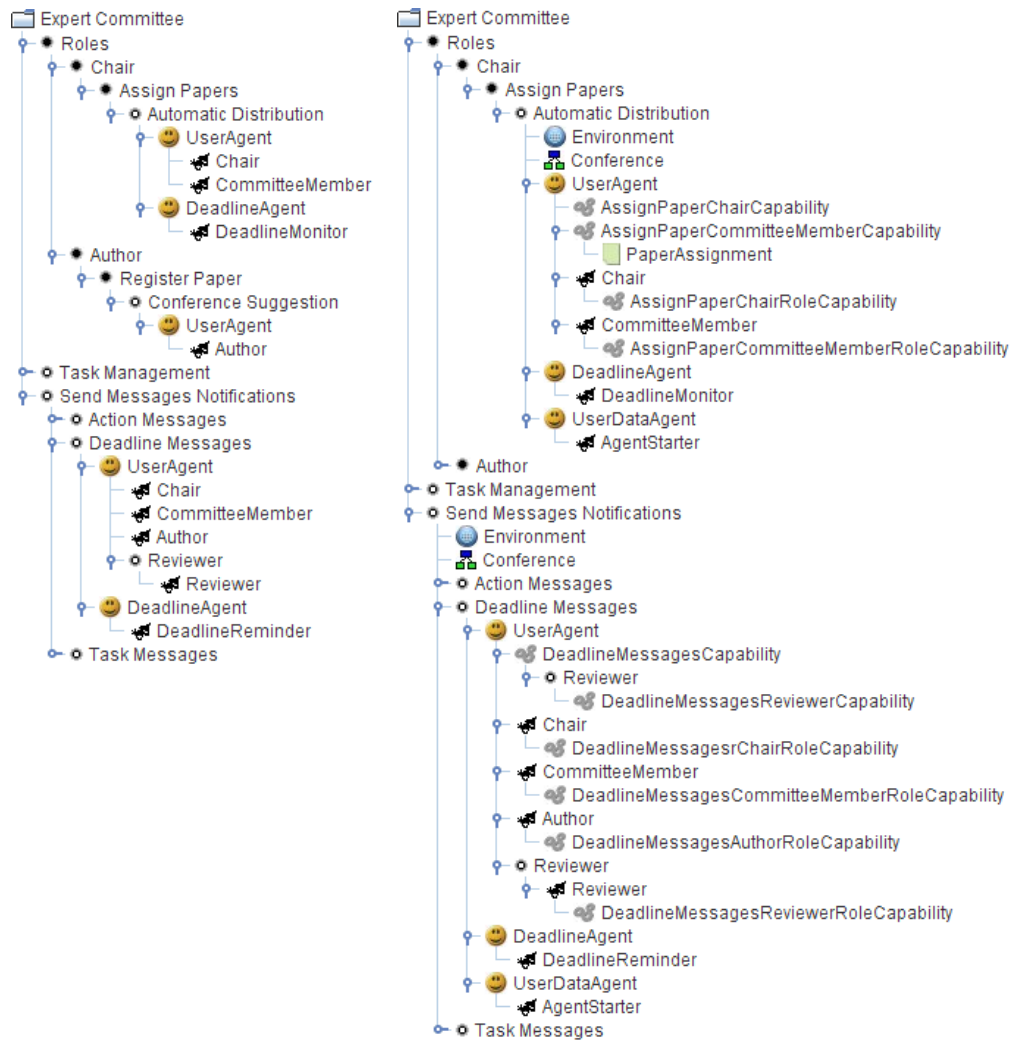 Expert Committee
Roles
Chair
Assign Papers
Automatic Distribution
UserAgent
Chair
CommitteeMember
DeadlineAgent
DeadlineMonitor
Author
Register Paper
Conference Suggestion
UserAgent
Author
Task Management
Send Messages Notifications
Action Messages
Deadline Messages
UserAgent
Chair
CommitteeMember
Author
Reviewer
Reviewer
DeadlineAgent
DeadlineReminder
Task Messages
Expert Committee
Roles
Chair
Assign Papers
Automatic Distribution
Environment
Conference
UserAgent
AssignPaperChairCapability
AssignPaperCommitteeMemberCapability
PaperAssignment
Chair
AssignPaperChairRoleCapability
CommitteeMember
AssignPaperCommitteeMemberRoleCapability
DeadlineAgent
DeadlineMonitor
UserDataAgent
AgentStarter
Author
Task Management
Send Messages Notifications
Environment
Conference
Action Messages
Deadline Messages
UserAgent
DeadlineMessagesCapability
Reviewer
DeadlineMessagesReviewerCapability
Chair
DeadlineMessagesrChairRoleCapability
CommitteeMember
DeadlineMessagesCommitteeMemberRoleCapability
Author
DeadlineMessagesAuthorRoleCapability
Reviewer
Reviewer
DeadlineMessagesReviewerRoleCapability
DeadlineAgent
DeadlineReminder
UserDataAgent
AgentStarter
Task Messages